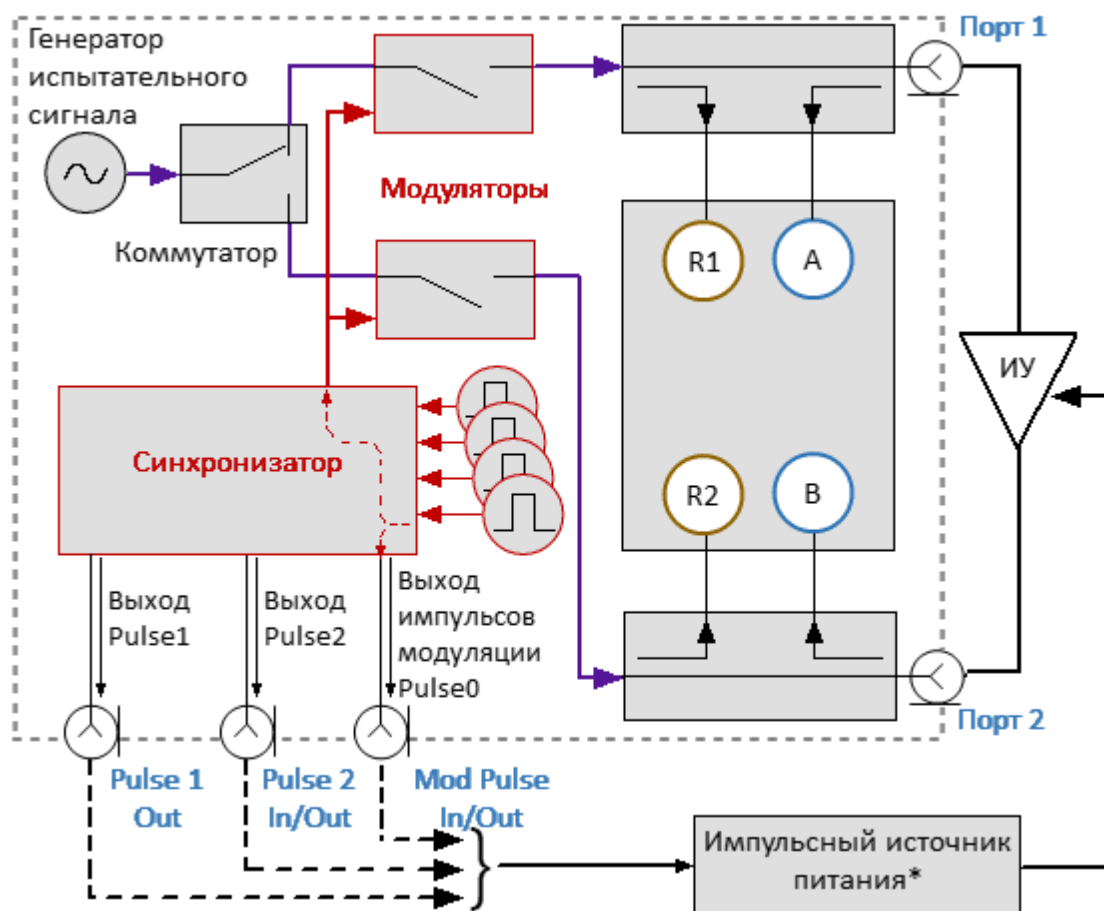 Порт 1
Генератор
испытательного
сигнала
Модуляторы
Коммутатор
R1
A
ИУ
Синхронизатор
R2
B
Выход
Pulse1
Выход
Pulse2
Выход
импульсов
модуляции
Pulse0
Порт 2
Pulse 1
Out
Pulse 2
In/Out
Mod Pulse
In/Out
Импульсный источник
питания*